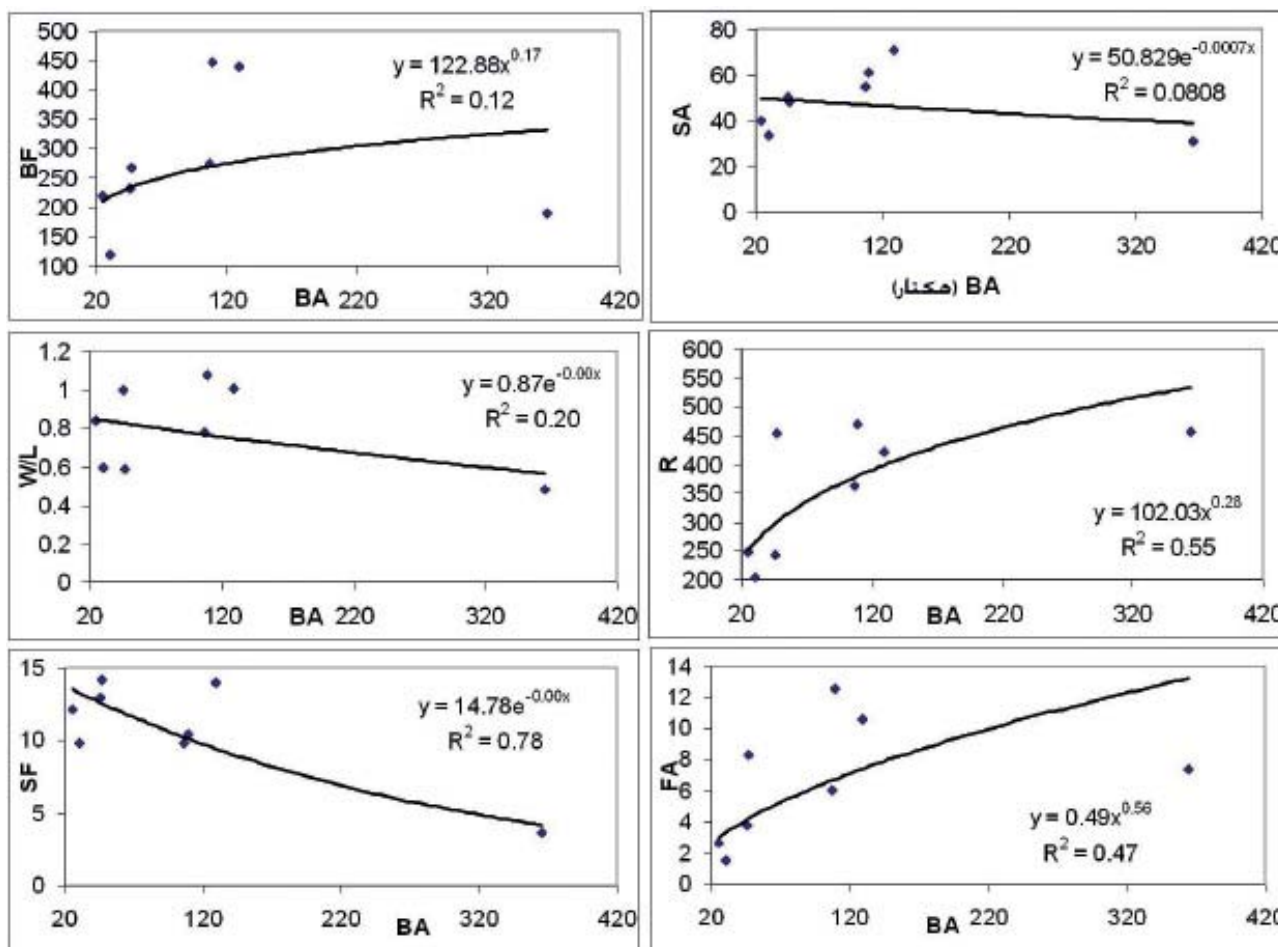 500
450
400
350
300
250
200
150
100
BF
y = 122.88x^0.17
R² = 0.12
20 120 220 320 420
BA
80
60
40
20
0
SA
y = 50.829e^-0.0007x
R² = 0.0808
20 120 220 320 420
BA (هکتار)
1.2
1
0.8
0.6
0.4
0.2
0
W/L
y = 0.87e^-0.00x
R² = 0.20
20 120 220 320 420
BA
600
550
500
450
400
350
300
250
200
R
y = 102.03x^0.28
R² = 0.55
20 120 220 320 420
BA
15
10
5
0
SF
y = 14.78e^-0.00x
R² = 0.78
20 120 220 320 420
BA
14
12
10
8
6
4
2
0
FA
y = 0.49x^0.56
R² = 0.47
20 120 220 320 420
BA